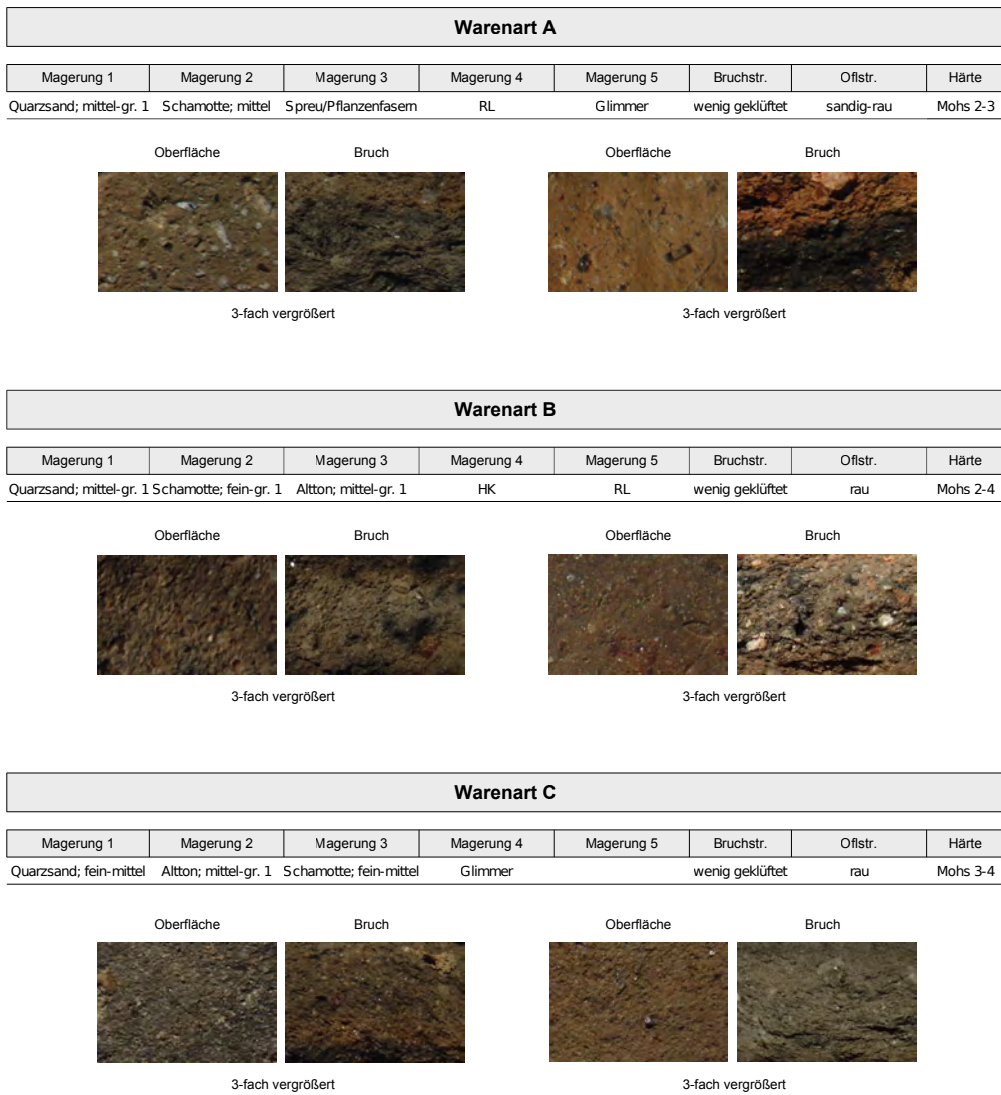 Warenart A
Magerung 1 Magerung 2 Magerung 3 Magerung 4 Magerung 5 Bruchstr. Oflstr. Härte
Quarzsand; mittel-gr. 1 Schamotte; mittel Spreu/Pflanzenfasern RL Glimmer wenig geklüftet sandig-rau Mohs 2-3
Oberfläche Bruch Oberfläche Bruch
3-fach vergrößert 3-fach vergrößert
Warenart B
Magerung 1 Magerung 2 Magerung 3 Magerung 4 Magerung 5 Bruchstr. Oflstr. Härte
Quarzsand; mittel-gr. 1 Schamotte; fein-gr. 1 Altton; mittel-gr. 1 HK RL wenig geklüftet rau Mohs 2-4
Oberfläche Bruch Oberfläche Bruch
3-fach vergrößert 3-fach vergrößert
Warenart C
Magerung 1 Magerung 2 Magerung 3 Magerung 4 Magerung 5 Bruchstr. Oflstr. Härte
Quarzsand; fein-mittel Altton; mittel-gr. 1 Schamotte; fein-mittel Glimmer wenig geklüftet rau Mohs 3-4
Oberfläche Bruch Oberfläche Bruch
3-fach vergrößert 3-fach vergrößert